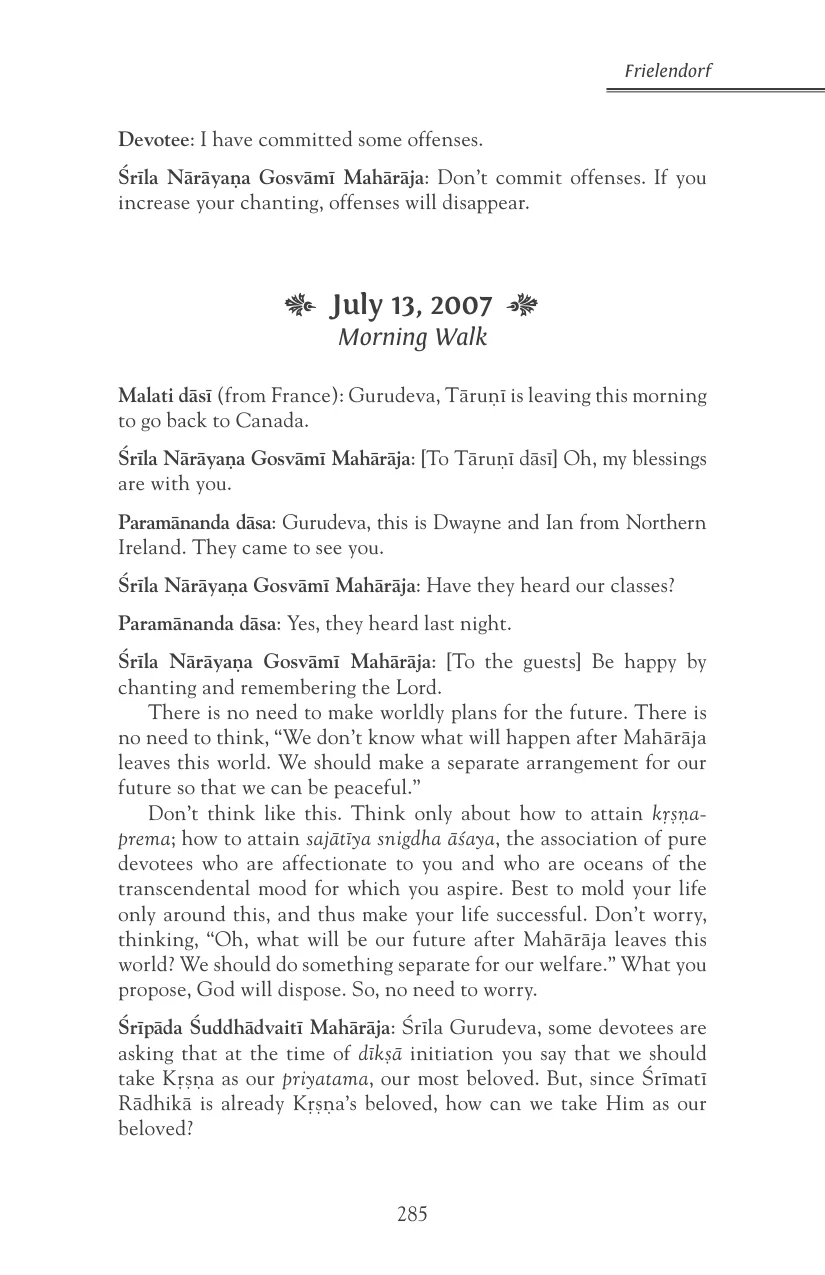 Frielendorf
Devotee: I have committed some offenses.
Śrīla Nārāyaṇa Gosvāmī Mahārāja: Don’t commit offenses. If you
increase your chanting, offenses will disappear.
July 13, 2007
Morning Walk
Malati dāsī (from France): Gurudeva, Tāruṇī is leaving this morning
to go back to Canada.
Śrīla Nārāyaṇa Gosvāmī Mahārāja: [To Tāruṇī dāsī] Oh, my blessings
are with you.
Paramānanda dāsa: Gurudeva, this is Dwayne and Ian from Northern
Ireland. They came to see you.
Śrīla Nārāyaṇa Gosvāmī Mahārāja: Have they heard our classes?
Paramānanda dāsa: Yes, they heard last night.
Śrīla Nārāyaṇa Gosvāmī Mahārāja: [To the guests] Be happy by
chanting and remembering the Lord.
There is no need to make worldly plans for the future. There is
no need to think, “We don’t know what will happen after Mahārāja
leaves this world. We should make a separate arrangement for our
future so that we can be peaceful.”
Don’t think like this. Think only about how to attain kṛṣṇa-
prema; how to attain sajātīya snigdha āśaya, the association of pure
devotees who are affectionate to you and who are oceans of the
transcendental mood for which you aspire. Best to mold your life
only around this, and thus make your life successful. Don’t worry,
thinking, “Oh, what will be our future after Mahārāja leaves this
world? We should do something separate for our welfare.” What you
propose, God will dispose. So, no need to worry.
Śrīpāda Śuddhādvaitī Mahārāja: Śrīla Gurudeva, some devotees are
asking that at the time of dīkṣā initiation you say that we should
take Kṛṣṇa as our priyatama, our most beloved. But, since Śrīmatī
Rādhikā is already Kṛṣṇa’s beloved, how can we take Him as our
beloved?
285